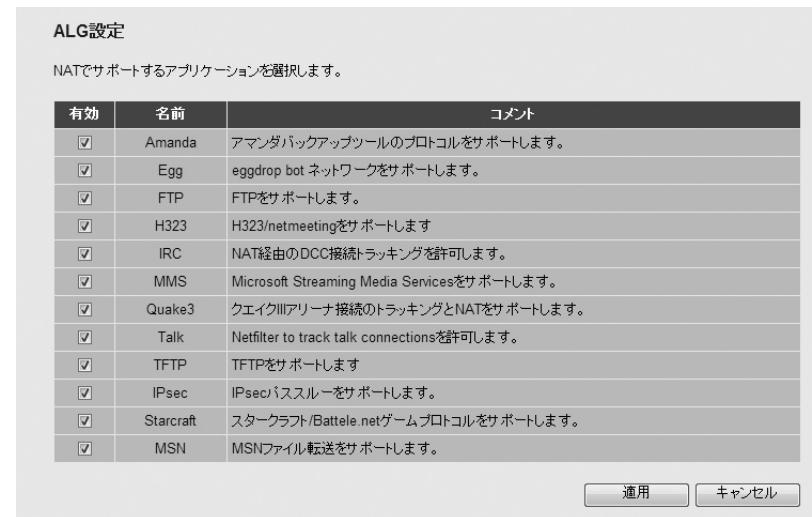 ALG設定
NATでサポートするアプリケーションを選択します。
有効 名前 コメント
Amanda アマンダバックアップツールのプロトコルをサポートします。
Egg eggdrop bot ネットワークをサポートします。
FTP FTPをサポートします。
H323 H323/netmeetingをサポートします
IRC NAT経由のDCC接続トラッキングを許可します。
MMS Microsoft Streaming Media Servicesをサポートします。
Quake3 クエイクIIIアリーナ接続のトラッキングとNATをサポートします。
Talk Netfilter to track talk connectionsを許可します。
TFTP TFTPをサポートします
IPsec IPsecパススルーをサポートします。
Starcraft スタークラフト/Battele.netゲームプロトコルをサポートします。
MSN MSNファイル転送をサポートします。
適用 キャンセル